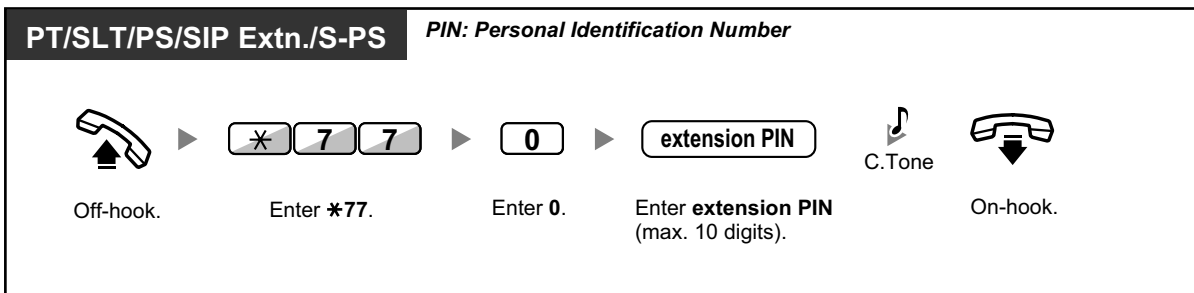 PT/SLT/PS/SIP Extn./S-PS
PIN: Personal Identification Number
✳ 7 7 0 extension PIN
C.Tone
Off-hook. Enter ✳77. Enter 0. Enter extension PIN On-hook.
(max. 10 digits).